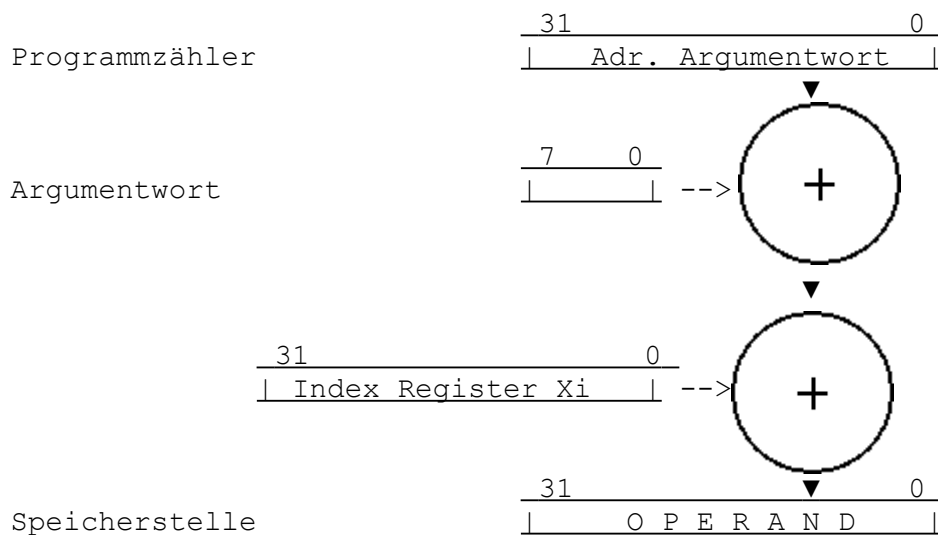 31 0
Programmzähler | Adr. Argumentwort |
▼
7 0
Argumentwort | | --> +
▼
31 0
| Index Register Xi | --> +
31 ▼ 0
Speicherstelle | O P E R A N D |